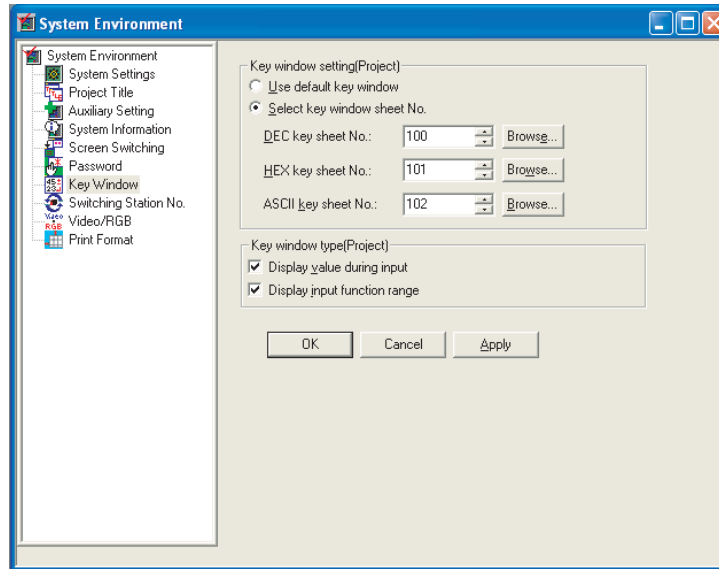 System Environment
System Environment
System Settings
Project Title
Auxiliary Setting
System Information
Screen Switching
Password
Key Window
Switching Station No.
Video/RGB
Print Format
Key window setting(Project)
Use default key window
Select key window sheet No.
DEC key sheet No.: 100 Browse...
HEX key sheet No.: 101 Browse...
ASCII key sheet No.: 102 Browse...
Key window type(Project)
Display value during input
Display input function range
OK Cancel Apply